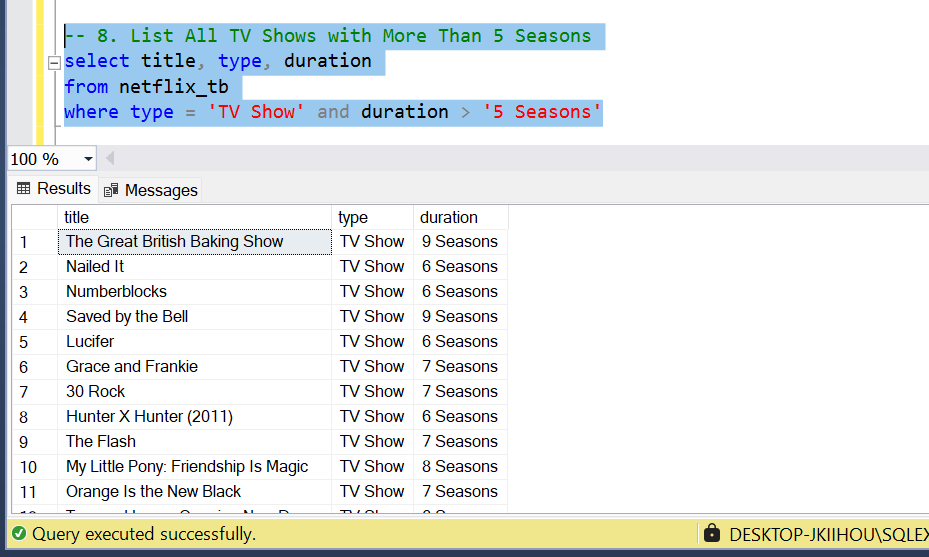 -- 8. List All TV Shows with More Than 5 Seasons
select title, type, duration
from netflix_tb
where type = 'TV Show' and duration > '5 Seasons'
100 %
Results Messages
title type duration
1 The Great British Baking Show TV Show 9 Seasons
2 Nailed It TV Show 6 Seasons
3 Numberblocks TV Show 6 Seasons
4 Saved by the Bell TV Show 9 Seasons
5 Lucifer TV Show 6 Seasons
6 Grace and Frankie TV Show 7 Seasons
7 30 Rock TV Show 7 Seasons
8 Hunter X Hunter (2011) TV Show 6 Seasons
9 The Flash TV Show 7 Seasons
10 My Little Pony: Friendship Is Magic TV Show 8 Seasons
11 Orange Is the New Black TV Show 7 Seasons
Query executed successfully. DESKTOP-JKIIHOU\SQLEX